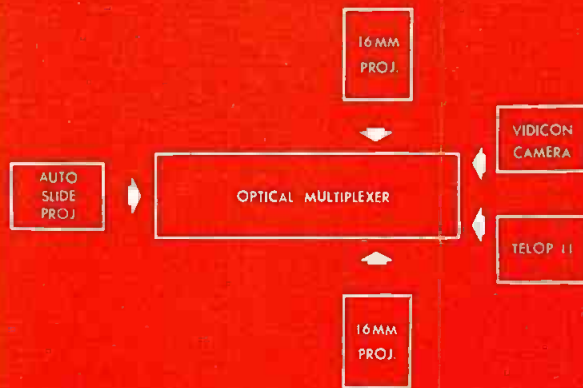 16MM
PROJ.
VIDICON
CAMERA
AUTO
SLIDE
PROJ
OPTICAL MULTIPLEXER
TELOP II
16MM
PROJ.